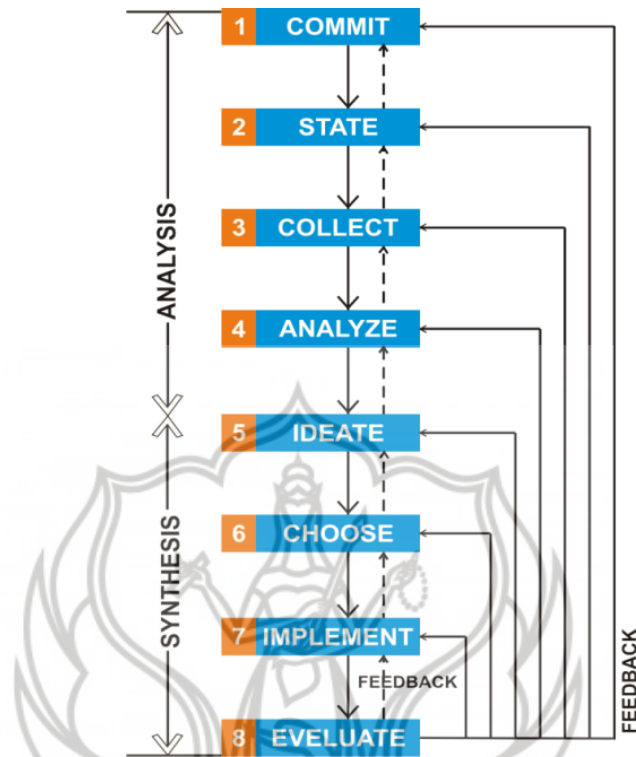 1 COMMIT
2 STATE
3 COLLECT
ANALYSIS
4 ANALYZE
5 IDEATE
6 CHOOSE
SYNTHESIS
7 IMPLEMENT
FEEDBACK
8 EVELUATE
FEEDBACK